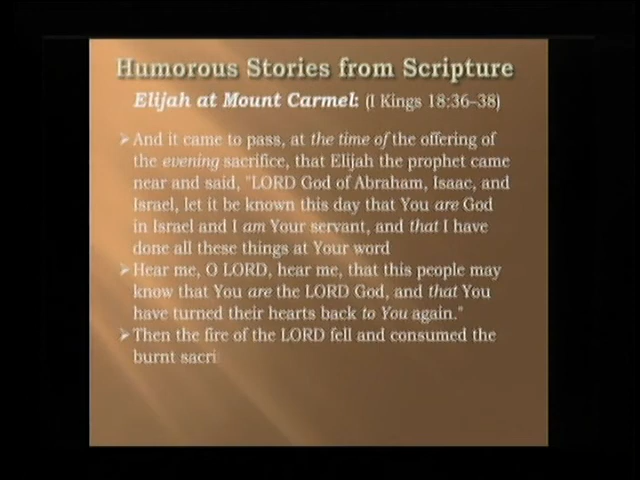 Humorous Stories from Scripture
Elijah at Mount Carmel: (I Kings 18:36–38)
➢And it came to pass, at the time of the offering of
the evening sacrifice, that Elijah the prophet came
near and said, "LORD God of Abraham, Isaac, and
Israel, let it be known this day that You are God
in Israel and I am Your servant, and that I have
done all these things at Your word
➢Hear me, O LORD, hear me, that this people may
know that You are the LORD God, and that You
have turned their hearts back to You again."
➢Then the fire of the LORD fell and consumed the
burnt sacri